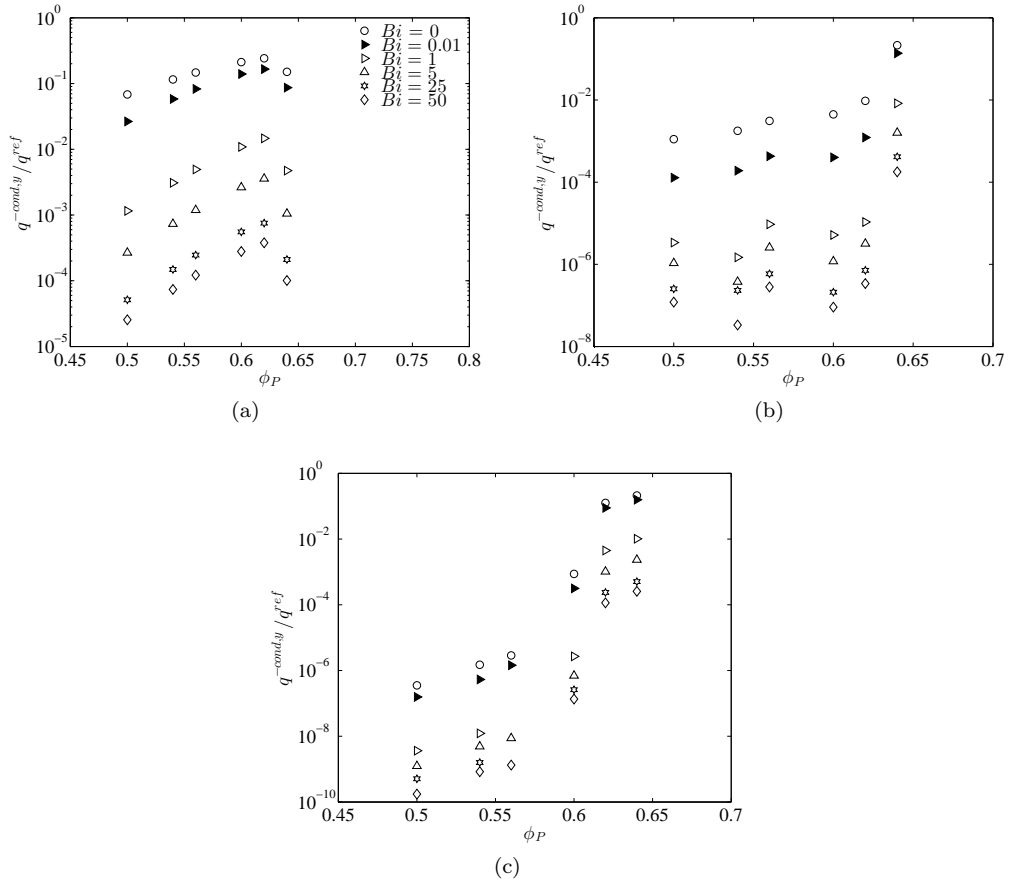 10^0
10^-1
10^-2
10^-3
10^-4
10^-5
q^-cond,y/q^ref
0.45 0.5 0.55 0.6 0.65 0.7 0.75 0.8
ϕ_P
Bi = 0
Bi = 0.01
Bi = 1
Bi = 5
Bi = 25
Bi = 50
(a)
10^0
10^-2
10^-4
10^-6
10^-8
q^-cond,y/q^ref
0.45 0.5 0.55 0.6 0.65 0.7
ϕ_P
(b)
10^0
10^-2
10^-4
10^-6
10^-8
10^-10
q^-cond,y/q^ref
0.45 0.5 0.55 0.6 0.65 0.7
ϕ_P
(c)